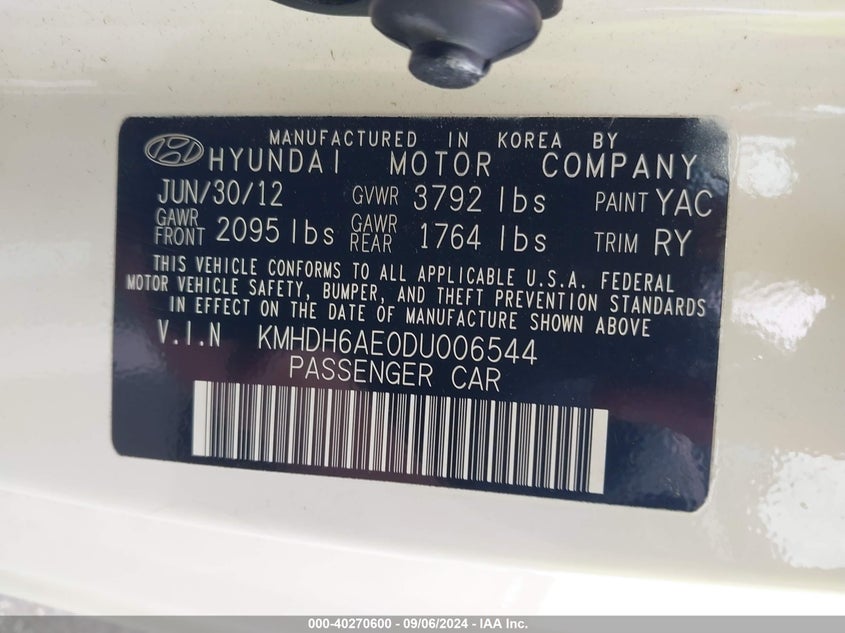 MANUFACTURED IN KOREA BY
HYUNDAI MOTOR COMPANY
JUN/30/12 GVWR 3792 lbs PAINT YAC
GAWR FRONT 2095 lbs GAWR REAR 1764 lbs TRIM RY
THIS VEHICLE CONFORMS TO ALL APPLICABLE U.S.A. FEDERAL
MOTOR VEHICLE SAFETY, BUMPER, AND THEFT PREVENTION STANDARDS
IN EFFECT ON THE DATE OF MANUFACTURE SHOWN ABOVE
V.I.N KMHDH6AE0DU006544
PASSENGER CAR
000-40270600 - 09/06/2024 - IAA Inc.